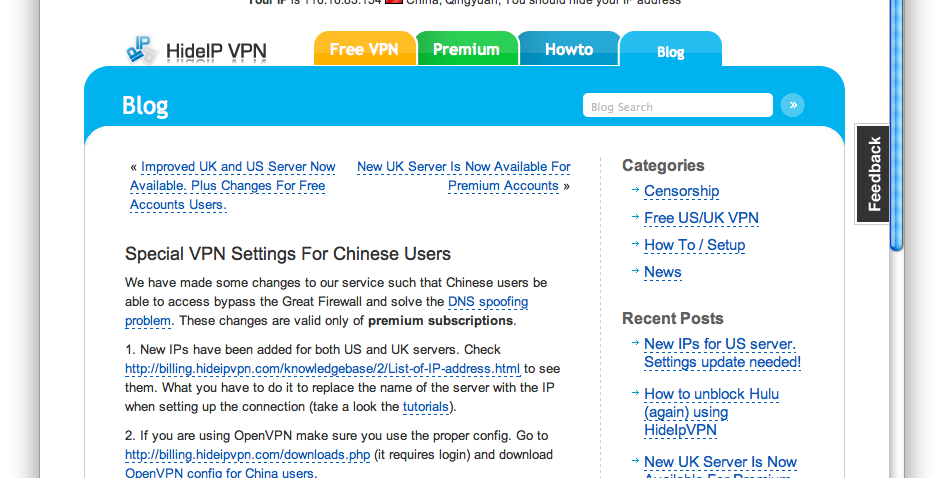 Your IP is 116.16.83.154 China, Qingyuan, You should hide your IP address
HideIP VPN
Free VPN
Premium
Howto
Blog
Blog
Blog Search
»
Feedback
« Improved UK and US Server Now
Available. Plus Changes For Free
Accounts Users.
New UK Server Is Now Available For
Premium Accounts »
Special VPN Settings For Chinese Users
We have made some changes to our service such that Chinese users be
able to access bypass the Great Firewall and solve the DNS spoofing
problem. These changes are valid only of premium subscriptions.
1. New IPs have been added for both US and UK servers. Check
http://billing.hideipvpn.com/knowledgebase/2/List-of-IP-address.html to see
them. What you have to do it to replace the name of the server with the IP
when setting up the connection (take a look the tutorials).
2. If you are using OpenVPN make sure you use the proper config. Go to
http://billing.hideipvpn.com/downloads.php (it requires login) and download
OpenVPN config for China users.
Categories
Censorship
Free US/UK VPN
How To / Setup
News
Recent Posts
New IPs for US server.
Settings update needed!
How to unblock Hulu
(again) using
HideIpVPN
New UK Server Is Now
Available For Premium